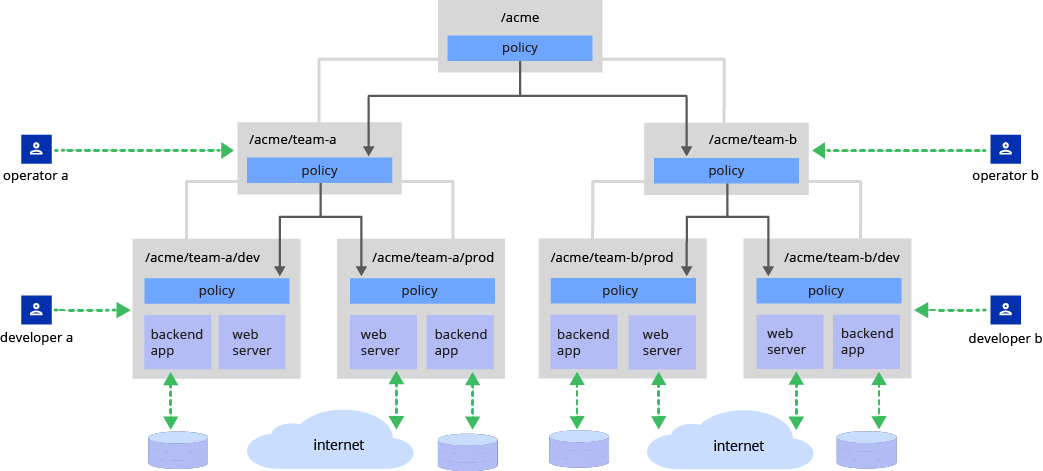 /acme
policy
/acme/team-a
/acme/team-b
policy
policy
operator a
operator b
/acme/team-a/dev
/acme/team-a/prod
/acme/team-b/prod
/acme/team-b/dev
policy
policy
policy
policy
developer a
developer b
backend
app
web
server
web
server
backend
app
backend
app
web
server
web
server
backend
app
internet
internet